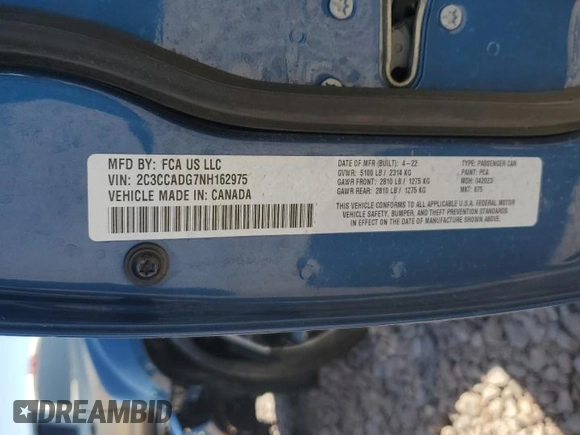 MFD BY: FCA US LLC
VIN: 2C3CCADG7NH162975
VEHICLE MADE IN: CANADA
DATE OF MFR (BUILT): 4-22
GVWR: 5100 LB / 2314 KG
GAWR FRONT: 2810 LB / 1275 KG
GAWR REAR: 2810 LB / 1275 KG
TYPE: PASSENGER CAR
PAINT: PCA
MDH: 042023
MKT:
THIS VEHICLE CONFORMS TO ALL APPLICABLE U.S.A. FEDERAL MOTOR
VEHICLE SAFETY, BUMPER, AND THEFT PREVENTION STANDARDS
IN EFFECT ON THE DATE OF MANUFACTURE SHOWN ABOVE.
DREAMBID